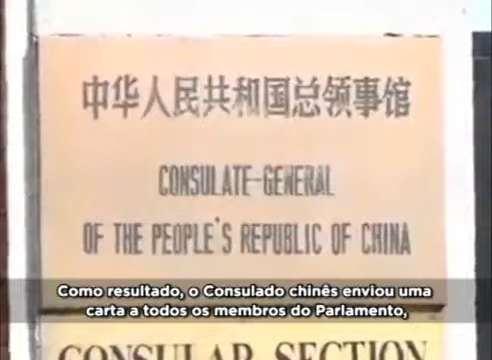 中华人民共和国总领事馆
CONSULATE-GENERAL
OF THE PEOPLE'S REPUBLIC OF CHINA
Como resultado, o Consulado chinês enviou uma
carta a todos os membros do Parlamento,
CONSULAR SECTION